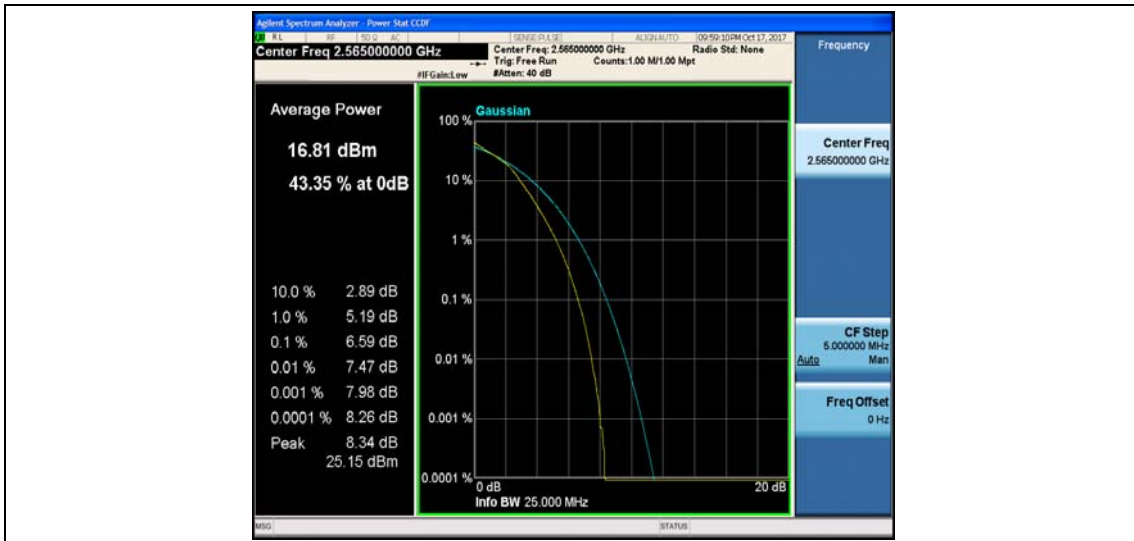 Agilent Spectrum Analyzer - Power Stat CCDF
RL RF 50 Ω AC SENSE:PULSE ALIGNAUTO 09:59:10PM Oct 17, 2017
Center Freq 2.565000000 GHz
Center Freq: 2.565000000 GHz Radio Std: None
Trig: Free Run Counts:1.00 M/1.00 Mpt
#IFGain:Low #Atten: 40 dB
Frequency
Center Freq
2.565000000 GHz
CF Step
5.000000 MHz
Auto Man
Freq Offset
0 Hz
Average Power
16.81 dBm
43.35 % at 0dB
10.0 % 2.89 dB
1.0 % 5.19 dB
0.1 % 6.59 dB
0.01 % 7.47 dB
0.001 % 7.98 dB
0.0001 % 8.26 dB
Peak 8.34 dB
25.15 dBm
Gaussian
100 %
10 %
1 %
0.1 %
0.01 %
0.001 %
0.0001 %
0 dB 20 dB
Info BW 25.000 MHz
MSG STATUS